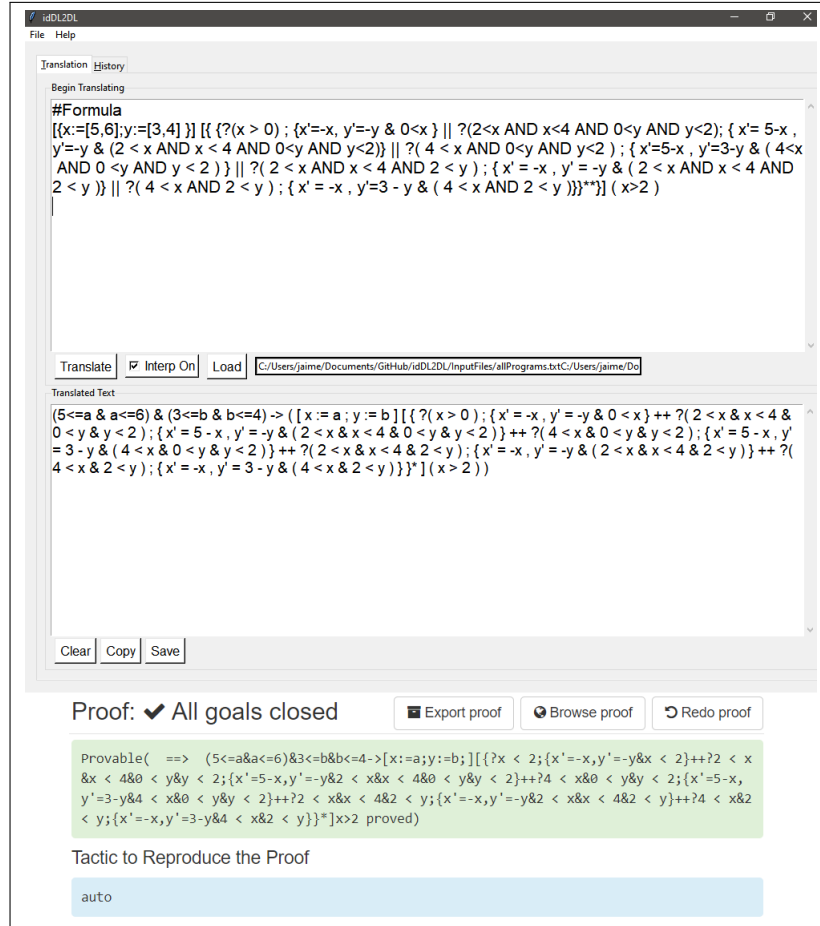 idDL2DL
File Help
Translation History
Begin Translating
#Formula
[{x:=[5,6];y:=[3,4] }] [{ {?(x > 0) ; {x'=-x, y'=-y & 0<x } || ?(2<x AND x<4 AND 0<y AND y<2); { x'= 5-x ,
y'=-y & (2 < x AND x < 4 AND 0<y AND y<2)} || ?( 4 < x AND 0<y AND y<2 ) ; { x'=5-x , y'=3-y & ( 4<x
AND 0 <y AND y < 2 ) } || ?( 2 < x AND x < 4 AND 2 < y ) ; { x' = -x , y' = -y & ( 2 < x AND x < 4 AND
2 < y )} || ?( 4 < x AND 2 < y ) ; { x' = -x , y'=3 - y & ( 4 < x AND 2 < y )}}**}] ( x>2 )
Translate Interp On Load C:/Users/jaime/Documents/GitHub/idDL2DL/InputFiles/allPrograms.txtC:/Users/jaime/Do
Translated Text
(5<=a & a<=6) & (3<=b & b<=4) -> ( [ x := a ; y := b ] [ { ?( x > 0 ) ; { x' = -x , y' = -y & 0 < x } ++ ?( 2 < x & x < 4 &
0 < y & y < 2 ) ; { x' = 5 - x , y' = -y & ( 2 < x & x < 4 & 0 < y & y < 2 ) } ++ ?( 4 < x & 0 < y & y < 2 ) ; { x' = 5 - x , y'
= 3 - y & ( 4 < x & 0 < y & y < 2 ) } ++ ?( 2 < x & x < 4 & 2 < y ) ; { x' = -x , y' = -y & ( 2 < x & x < 4 & 2 < y ) } ++ ?(
4 < x & 2 < y ) ; { x' = -x , y' = 3 - y & ( 4 < x & 2 < y ) } }* ] ( x > 2 ) )
Clear Copy Save
Proof: ✔ All goals closed Export proof Browse proof Redo proof
Provable( ==> (5<=a&a<=6)&3<=b&b<=4->[x:=a;y:=b;][{?x < 2;{x'=-x,y'=-y&x < 2}++?2 < x
&x < 4&0 < y&y < 2;{x'=5-x,y'=-y&2 < x&x < 4&0 < y&y < 2}++?4 < x&0 < y&y < 2;{x'=5-x,
y'=3-y&4 < x&0 < y&y < 2}++?2 < x&x < 4&2 < y;{x'=-x,y'=-y&2 < x&x < 4&2 < y}++?4 < x&2
< y;{x'=-x,y'=3-y&4 < x&2 < y}}*]x>2 proved)
Tactic to Reproduce the Proof
auto